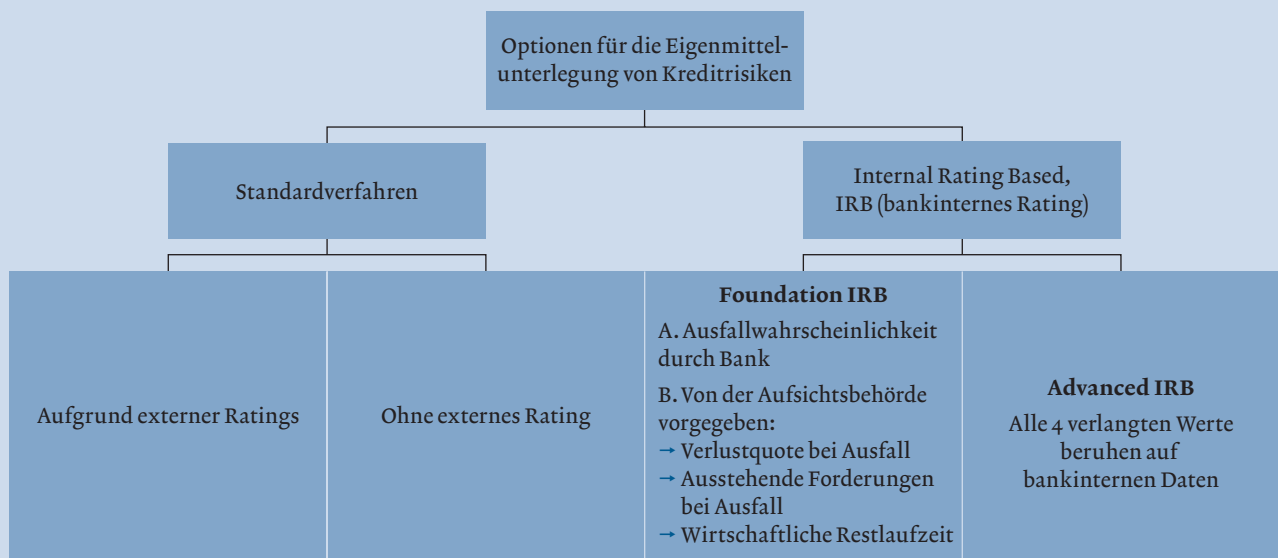 Optionen für die Eigenmittel-
unterlegung von Kreditrisiken
Standardverfahren
Internal Rating Based,
IRB (bankinternes Rating)
Aufgrund externer Ratings
Ohne externes Rating
Foundation IRB
A. Ausfallwahrscheinlichkeit
durch Bank
B. Von der Aufsichtsbehörde
vorgegeben:
→ Verlustquote bei Ausfall
→ Ausstehende Forderungen
bei Ausfall
→ Wirtschaftliche Restlaufzeit
Advanced IRB
Alle 4 verlangten Werte
beruhen auf
bankinternen Daten